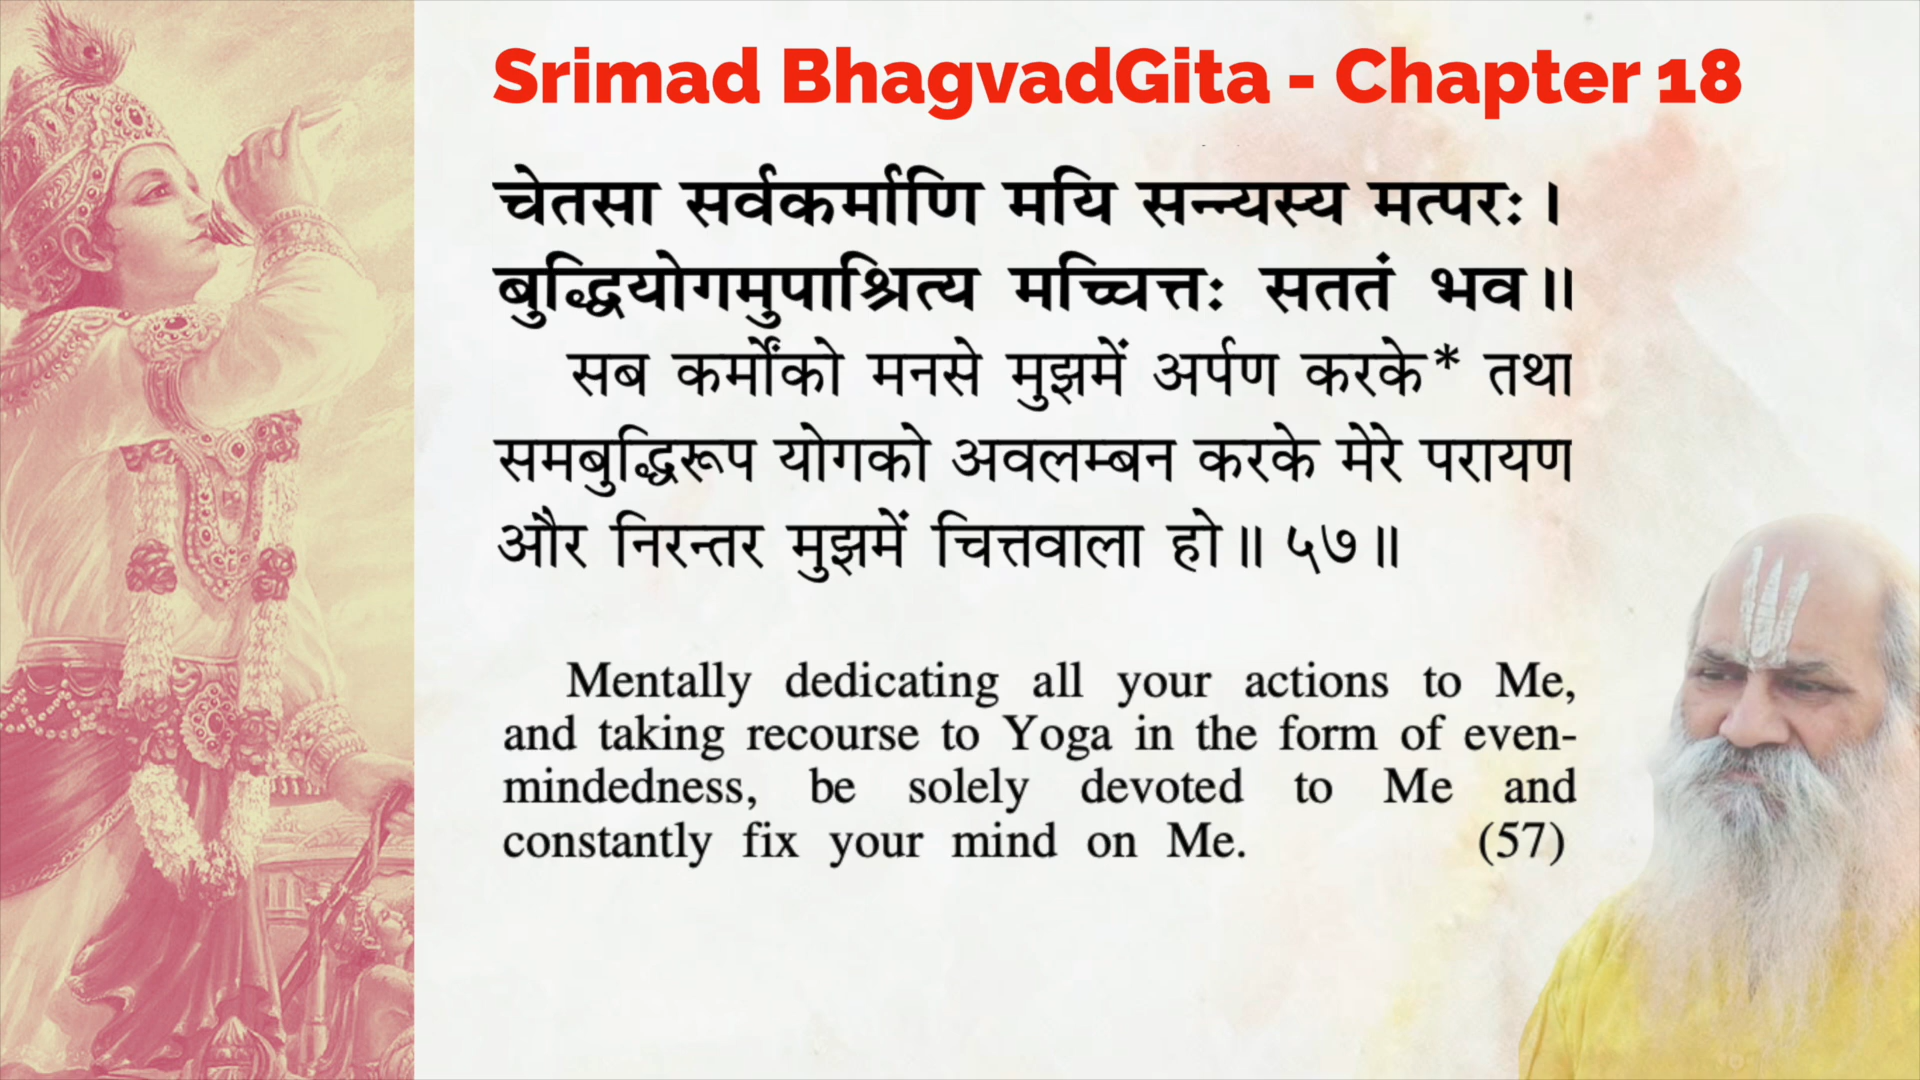 Srimad BhagvadGita - Chapter 18
चेतसा सर्वकर्माणि मयि सन्न्यस्य मत्परः ।
बुद्धियोगमुपाश्रित्य मच्चित्तः सततं भव ॥
सब कर्मोंको मनसे मुझमें अर्पण करके* तथा
समबुद्धिरूप योगको अवलम्बन करके मेरे परायण
और निरन्तर मुझमें चित्तवाला हो ॥ ५७ ॥
Mentally dedicating all your actions to Me,
and taking recourse to Yoga in the form of even-
mindedness, be solely devoted to Me and
constantly fix your mind on Me. (57)